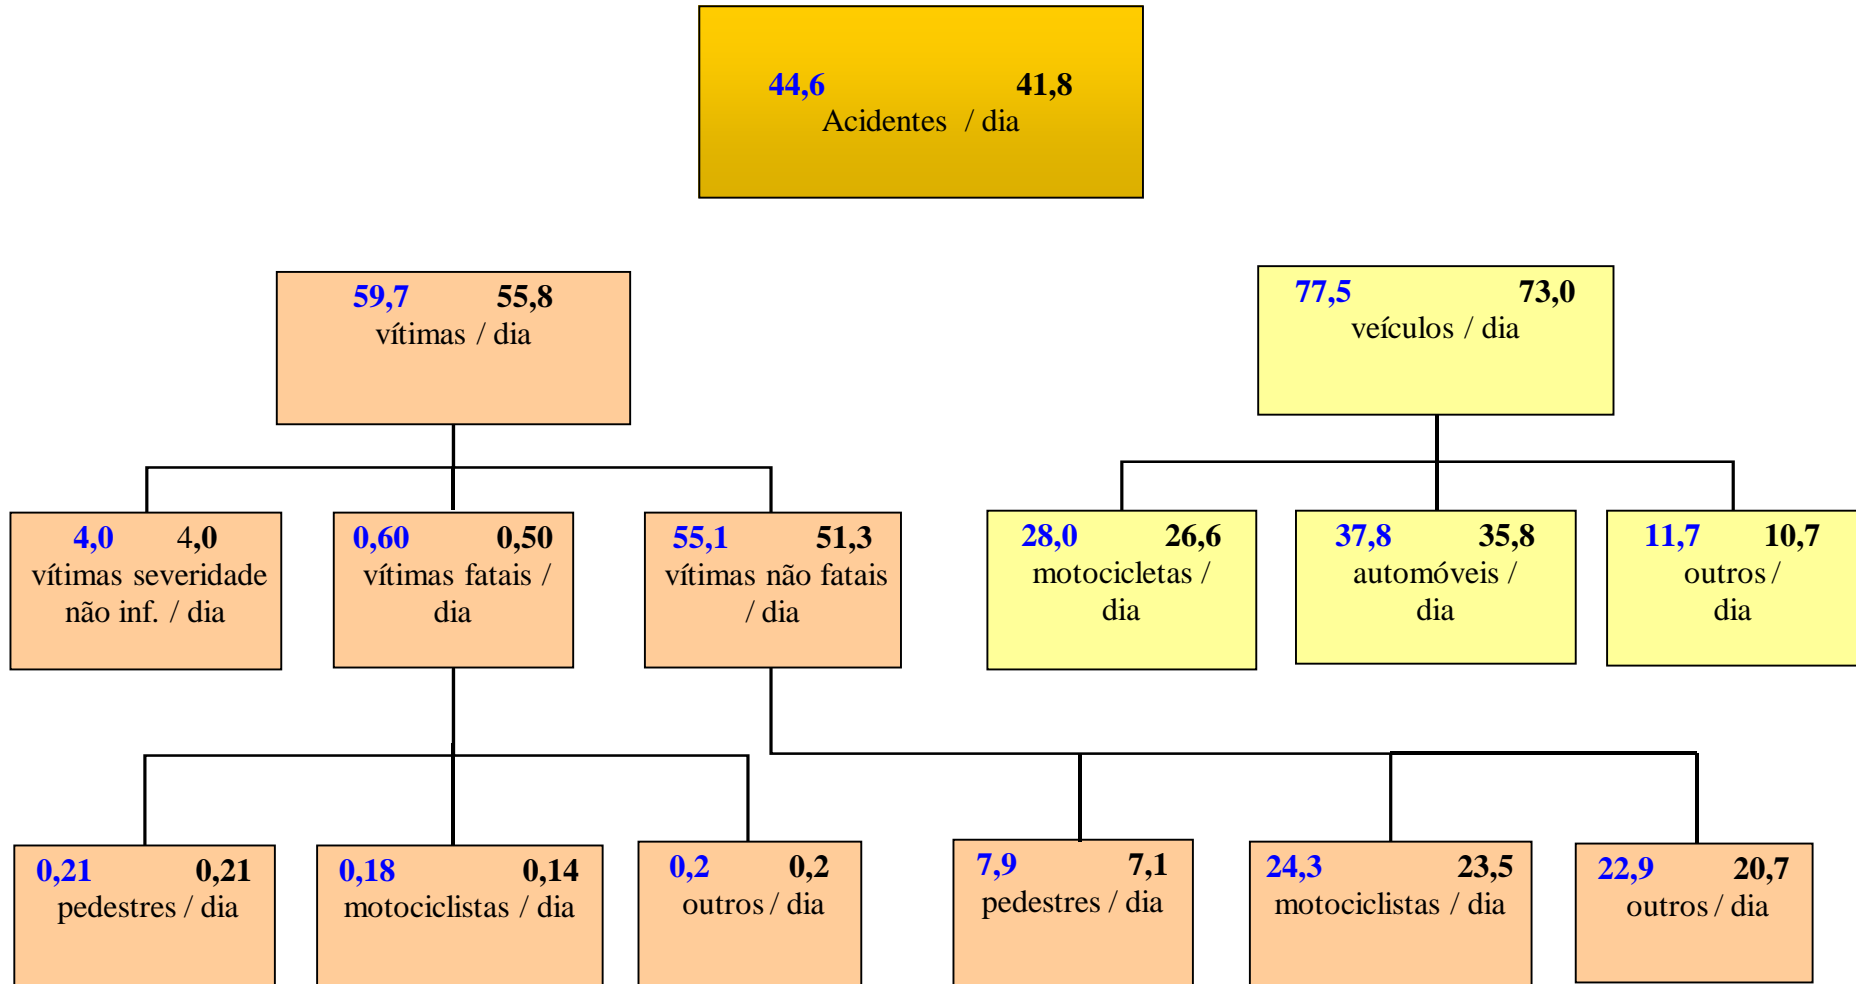 44,6 41,8
Acidentes / dia
59,7 55,8
vítimas / dia
77,5 73,0
veículos / dia
4,0 4,0
vítimas severidade
não inf. / dia
0,60 0,50
vítimas fatais /
dia
55,1 51,3
vítimas não fatais
/ dia
28,0 26,6
motocicletas /
dia
37,8 35,8
automóveis /
dia
11,7 10,7
outros /
dia
0,21 0,21
pedestres / dia
0,18 0,14
motociclistas / dia
0,2 0,2
outros / dia
7,9 7,1
pedestres / dia
24,3 23,5
motociclistas / dia
22,9 20,7
outros / dia